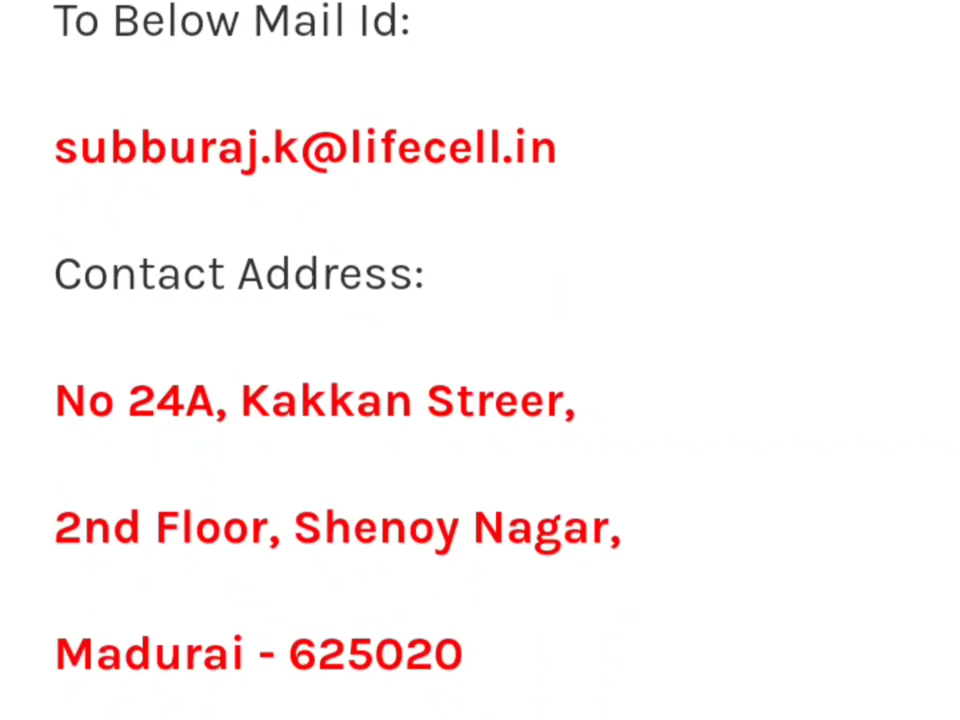 To Below Mail Id:
subburaj.k@lifecell.in
Contact Address:
No 24A, Kakkan Streer,
2nd Floor, Shenoy Nagar,
Madurai - 625020